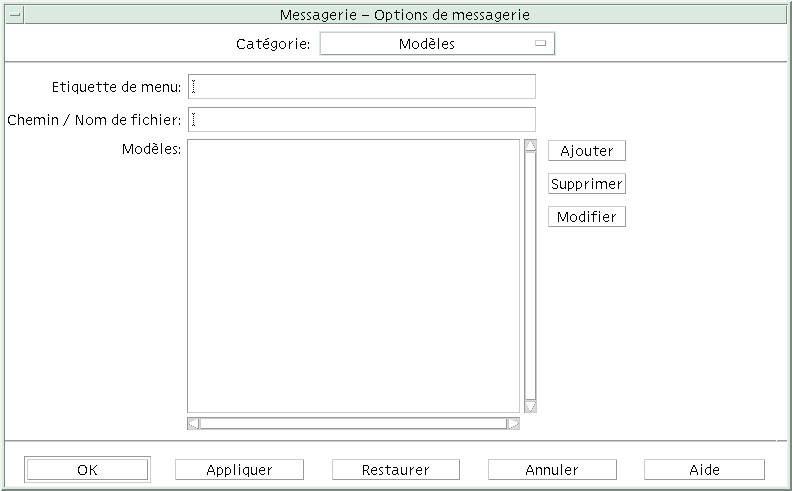 Messagerie – Options de messagerie
Catégorie: Modèles
Etiquette de menu:
Chemin / Nom de fichier:
Modèles:
Ajouter
Supprimer
Modifier
OK Appliquer Restaurer Annuler Aide